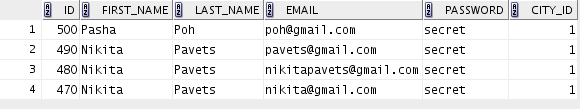 ID FIRST_NAME LAST_NAME EMAIL PASSWORD CITY_ID
1 500 Pasha Poh poh@gmail.com secret 1
2 490 Nikita Pavets pavets@gmail.com secret 1
3 480 Nikita Pavets nikitapavets@gmail.com secret 1
4 470 Nikita Pavets nikita@gmail.com secret 1